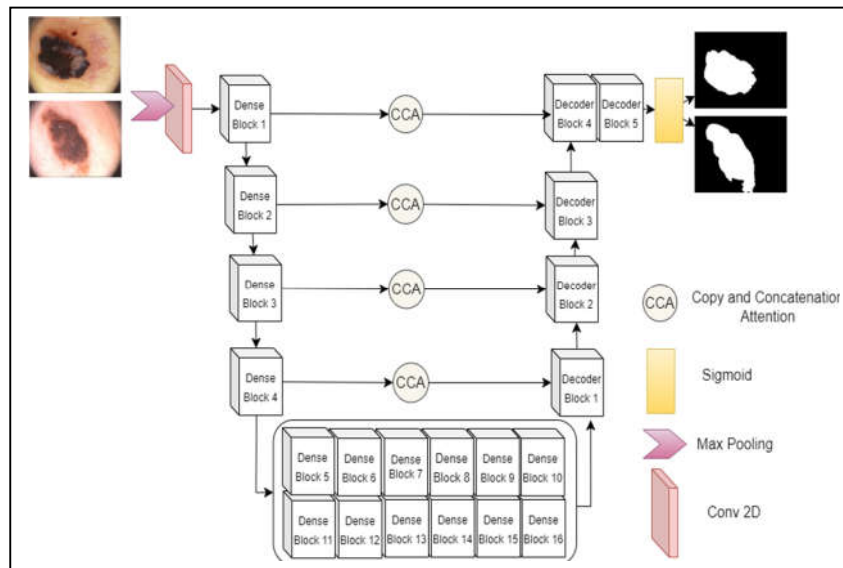 Dense
Block 1
CCA
Decoder
Block 4
Decoder
Block 5
Dense
Block 2
CCA
Decoder
Block 3
Dense
Block 3
CCA
Decoder
Block 2
CCA
Copy and Concatenation
Attention
Dense
Block 4
CCA
Decoder
Block 1
Sigmoid
Max Pooling
Dense
Block 5
Dense
Block 6
Dense
Block 7
Dense
Block 8
Dense
Block 9
Dense
Block 10
Dense
Block 11
Dense
Block 12
Dense
Block 13
Dense
Block 14
Dense
Block 15
Dense
Block 16
Conv 2D